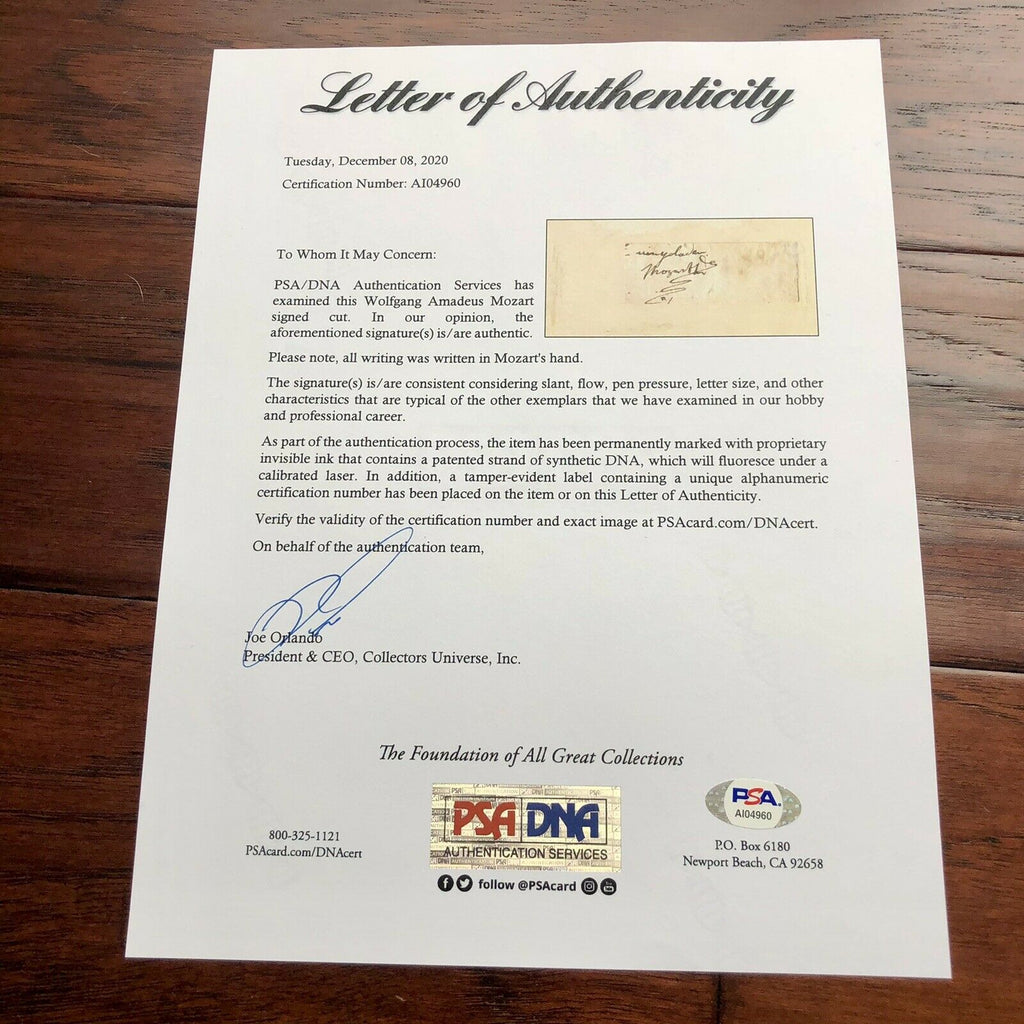 Letter of Authenticity
Tuesday, December 08, 2020
Certification Number: AI04960
To Whom It May Concern:
PSA/DNA Authentication Services has
examined this Wolfgang Amadeus Mozart
signed cut. In our opinion, the
aforementioned signature(s) is/are authentic.
Mozart
Please note, all writing was written in Mozart's hand.
The signature(s) is/are consistent considering slant, flow, pen pressure, letter size, and other
characteristics that are typical of the other exemplars that we have examined in our hobby
and professional career.
As part of the authentication process, the item has been permanently marked with proprietary
invisible ink that contains a patented strand of synthetic DNA, which will fluoresce under a
calibrated laser. In addition, a tamper-evident label containing a unique alphanumeric
certification number has been placed on the item or on this Letter of Authenticity.
Verify the validity of the certification number and exact image at PSAcard.com/DNAcert.
On behalf of the authentication team,
Joe Orlando
President & CEO, Collectors Universe, Inc.
The Foundation of All Great Collections
800-325-1121
PSAcard.com/DNAcert
PSA DNA
AUTHENTICATION SERVICES
follow @PSAcard
PSA
AI04960
P.O. Box 6180
Newport Beach, CA 92658